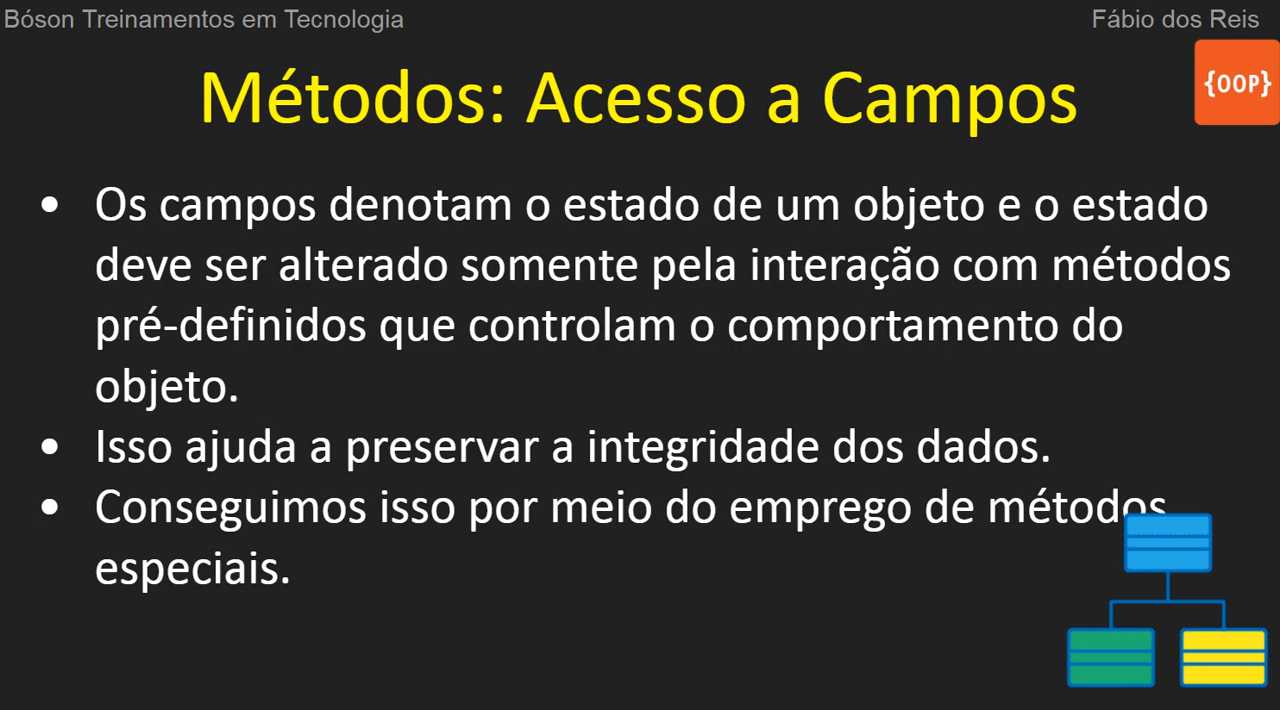 Bóson Treinamentos em Tecnologia
Fábio dos Reis
{OOP}
Métodos: Acesso a Campos
• Os campos denotam o estado de um objeto e o estado
deve ser alterado somente pela interação com métodos
pré-definidos que controlam o comportamento do
objeto.
• Isso ajuda a preservar a integridade dos dados.
• Conseguimos isso por meio do emprego de métodos
especiais.